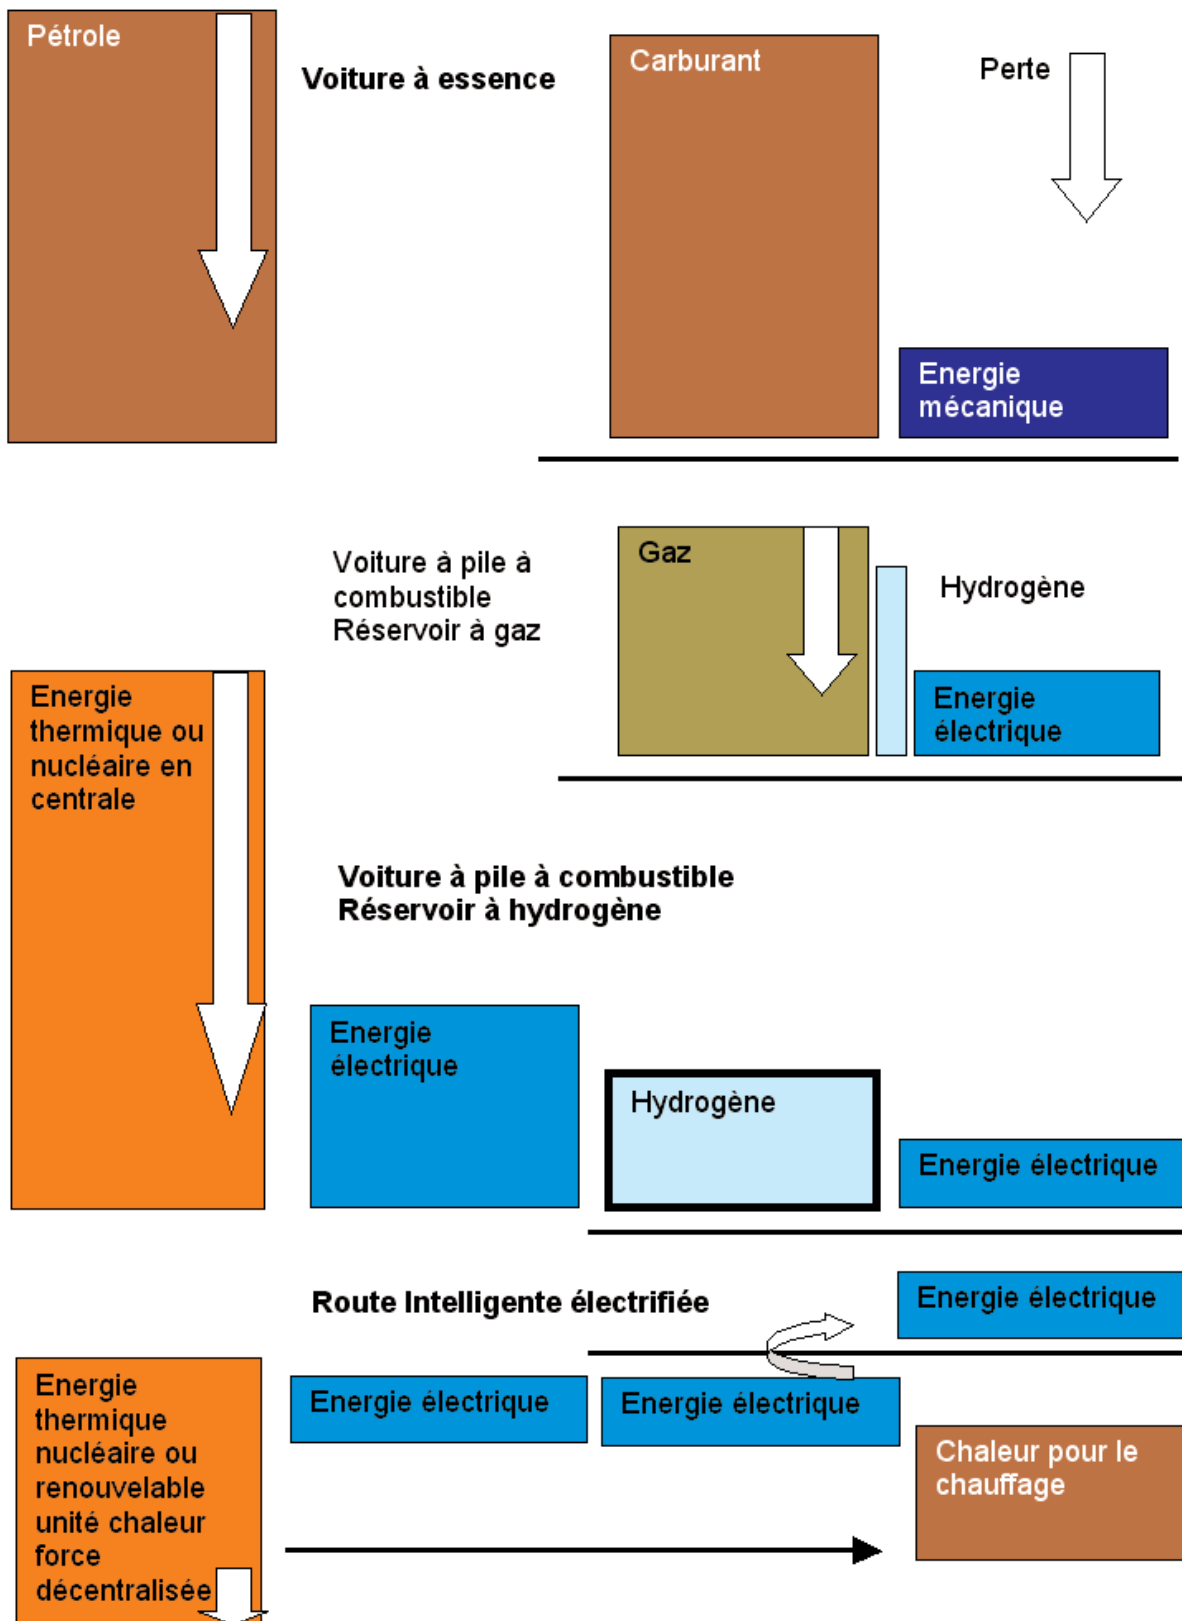 Pétrole
Voiture à essence
Carburant
Perte
Energie
mécanique
Voiture à pile à
combustible
Réservoir à gaz
Gaz
Hydrogène
Energie
électrique
Energie
thermique ou
nucléaire en
centrale
Voiture à pile à combustible
Réservoir à hydrogène
Energie
électrique
Hydrogène
Energie électrique
Route Intelligente électrifiée
Energie électrique
Energie
thermique
nucléaire ou
renouvelable
unité chaleur
force
décentralisée
Energie électrique
Energie électrique
Chaleur pour le
chauffage